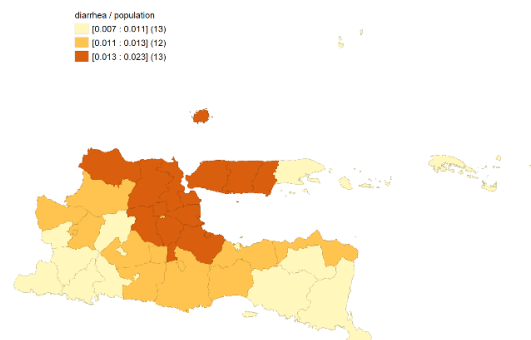 diarrhea / population
[0.007 : 0.011] (13)
[0.011 : 0.013] (12)
[0.013 : 0.023] (13)